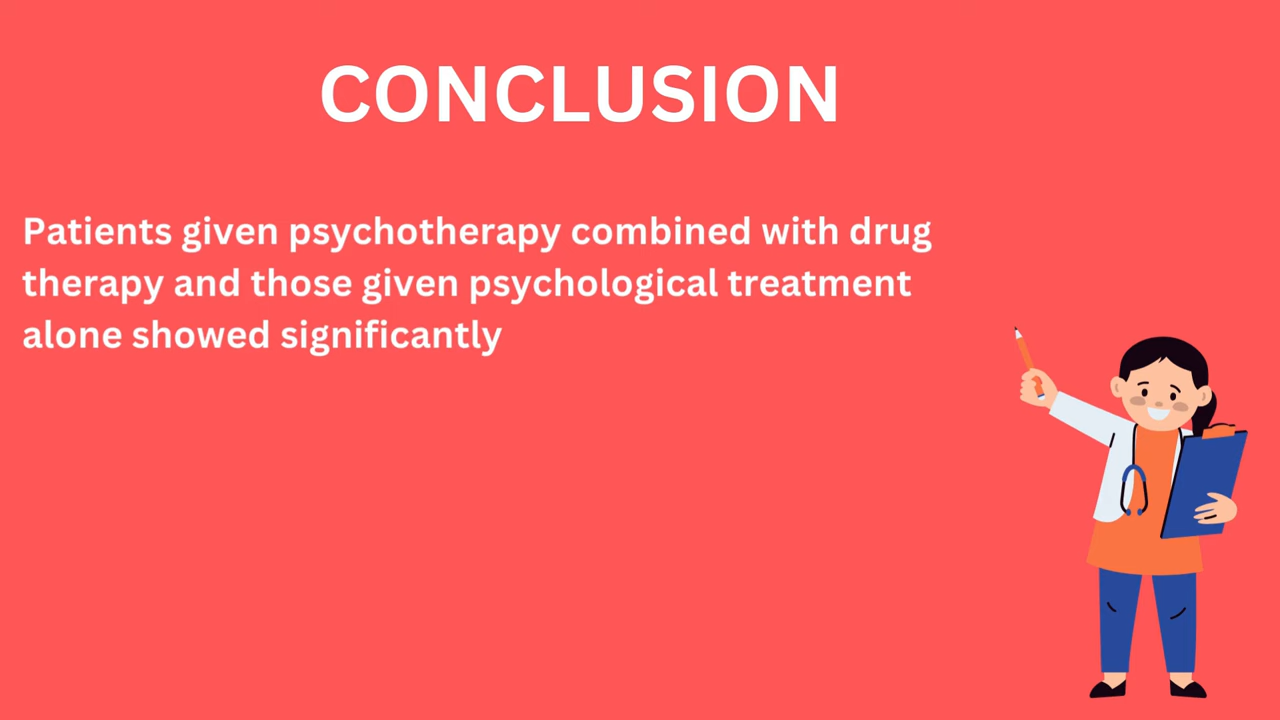 CONCLUSION
Patients given psychotherapy combined with drug
therapy and those given psychological treatment
alone showed significantly